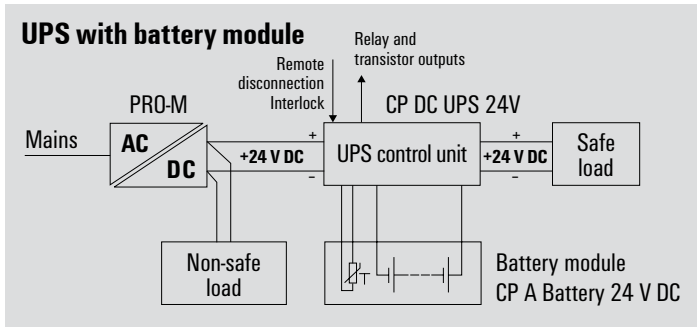 UPS with battery module
Relay and
transistor outputs
Remote
disconnection
Interlock
PRO-M
CP DC UPS 24V
Mains
AC
DC
+
+24 V DC
–
UPS control unit
+
+24 V DC
–
Safe
load
Non-safe
load
T
Battery module
CP A Battery 24 V DC